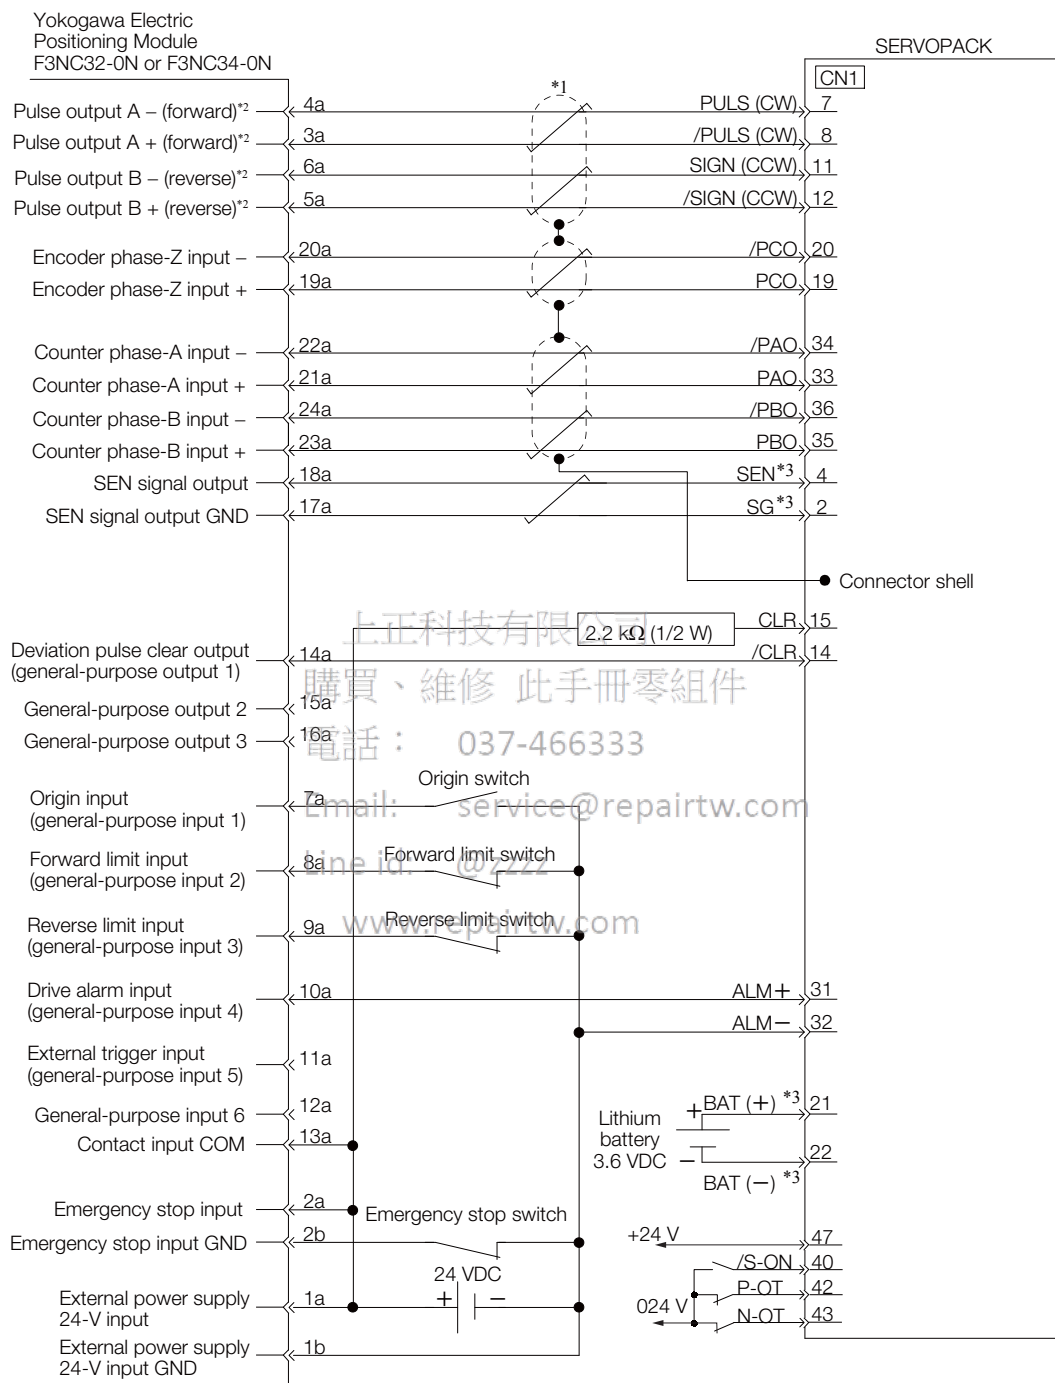 Yokogawa Electric
Positioning Module
F3NC32-0N or F3NC34-0N
SERVOPACK
CN1
*1
Pulse output A – (forward)*2 4a PULS (CW) 7
Pulse output A + (forward)*2 3a /PULS (CW) 8
Pulse output B – (reverse)*2 6a SIGN (CCW) 11
Pulse output B + (reverse)*2 5a /SIGN (CCW) 12
Encoder phase-Z input – 20a /PCO 20
Encoder phase-Z input + 19a PCO 19
Counter phase-A input – 22a /PAO 34
Counter phase-A input + 21a PAO 33
Counter phase-B input – 24a /PBO 36
Counter phase-B input + 23a PBO 35
SEN signal output 18a SEN*3 4
SEN signal output GND 17a SG*3 2
Connector shell
上正科技有限公司
2.2 kΩ (1/2 W) CLR 15
Deviation pulse clear output
(general-purpose output 1) 14a /CLR 14
購買、維修 此手冊零組件
General-purpose output 2 15a
General-purpose output 3 16a
電話： 037-466333
Origin switch
Origin input
(general-purpose input 1) 7a
Email: service@repairtw.com
Forward limit input
(general-purpose input 2) 8a Forward limit switch
Line id: @zzzz
Reverse limit input
(general-purpose input 3) 9a Reverse limit switch
www.repairtw.com
Drive alarm input
(general-purpose input 4) 10a ALM+ 31
ALM− 32
External trigger input
(general-purpose input 5) 11a
General-purpose input 6 12a
Contact input COM 13a
Lithium
battery
3.6 VDC
+ BAT (+) *3 21
− 22
BAT (−) *3
Emergency stop input 2a
Emergency stop switch
Emergency stop input GND 2b
+24 V 47
/S-ON 40
P-OT 42
024 V
N-OT 43
24 VDC
External power supply
24-V input 1a + −
External power supply
24-V input GND 1b